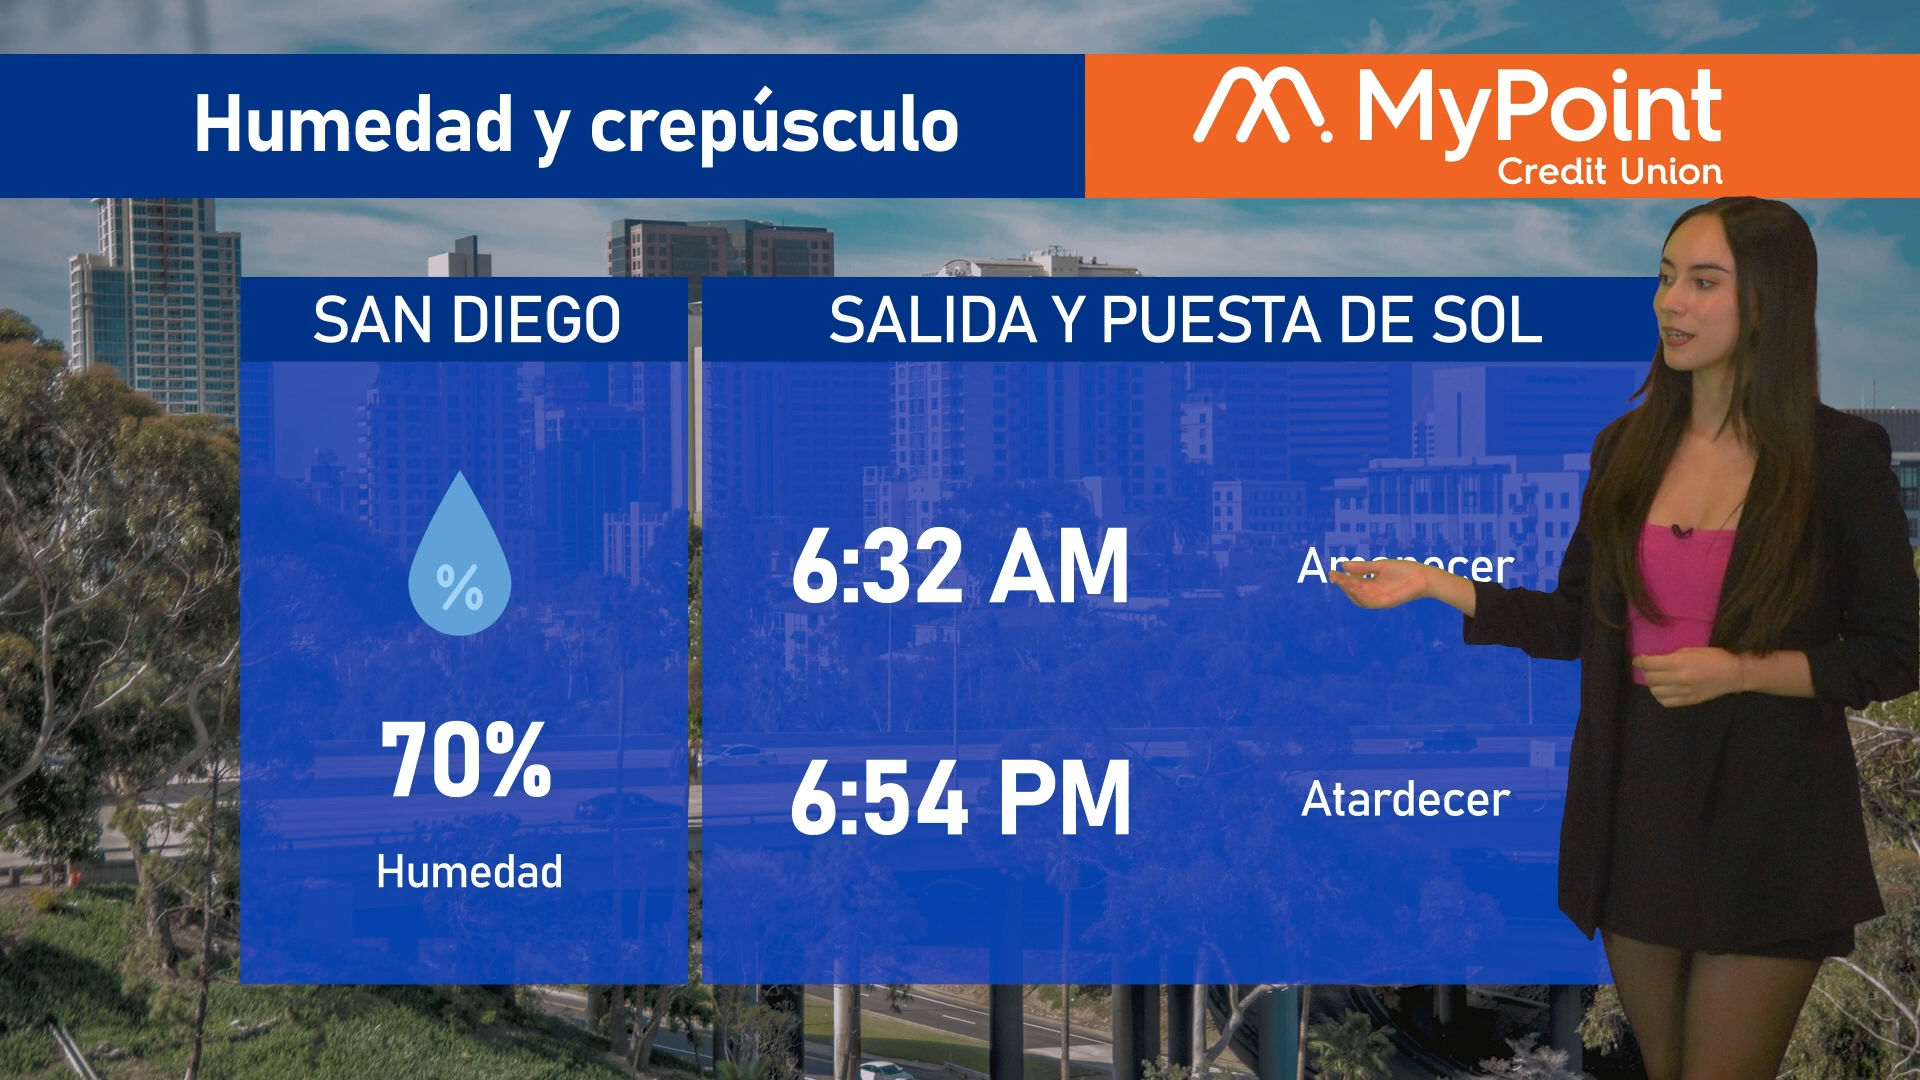 Humedad y crepúsculo
MyPoint
Credit Union
SAN DIEGO
%
70%
Humedad
SALIDA Y PUESTA DE SOL
6:32 AM
Amanecer
6:54 PM
Atardecer